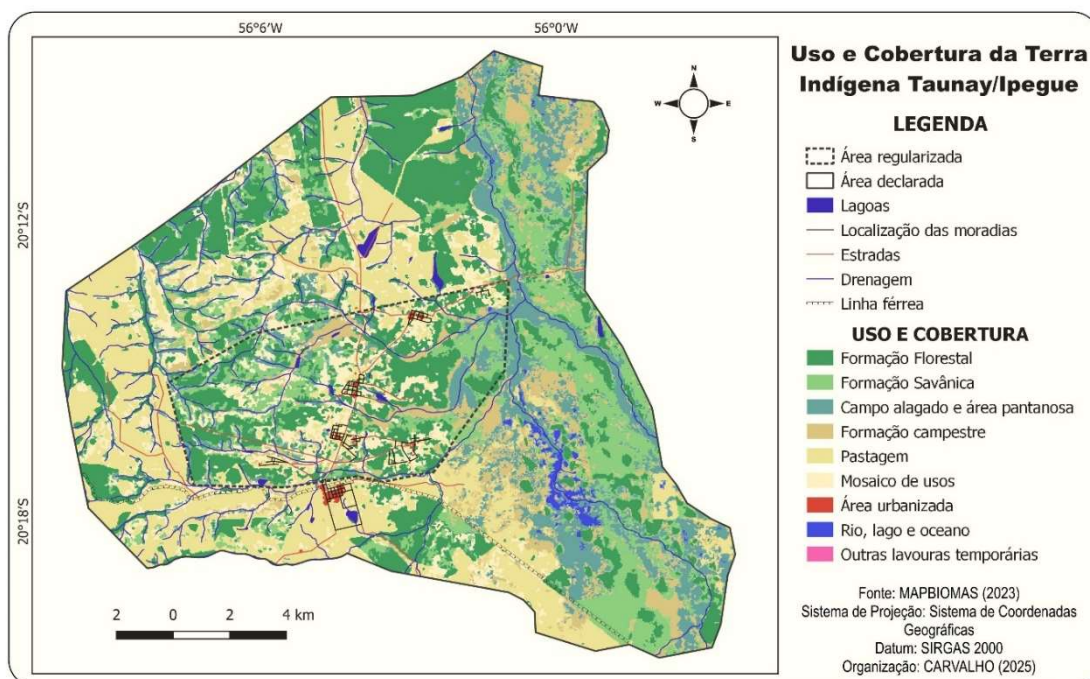 56°6'W
56°0'W
Uso e Cobertura da Terra
Indígena Taunay/Ipegue
N
W
E
S
LEGENDA
Área regularizada
Área declarada
Lagoas
Localização das moradias
Estradas
Drenagem
Linha férrea
20°12'S
USO E COBERTURA
Formação Florestal
Formação Savânica
Campo alagado e área pantanosa
Formação campestre
Pastagem
Mosaico de usos
Área urbanizada
Rio, lago e oceano
Outras lavouras temporárias
20°18'S
2 0 2 4 km
Fonte: MAPBIOMAS (2023)
Sistema de Projeção: Sistema de Coordenadas
Geográficas
Datum: SIRGAS 2000
Organização: CARVALHO (2025)